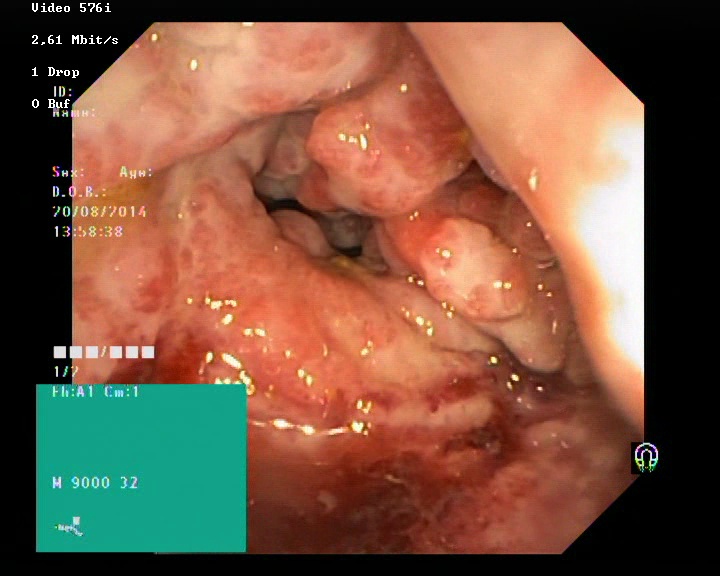 Video 576i
2,61 Mbit/s
1 Drop
0 Buf
ID:
Name:
Sex: Age:
D.O.B.:
20/08/2014
13:58:38
1/2
Ph:A1 Cm:1
M 9000 32